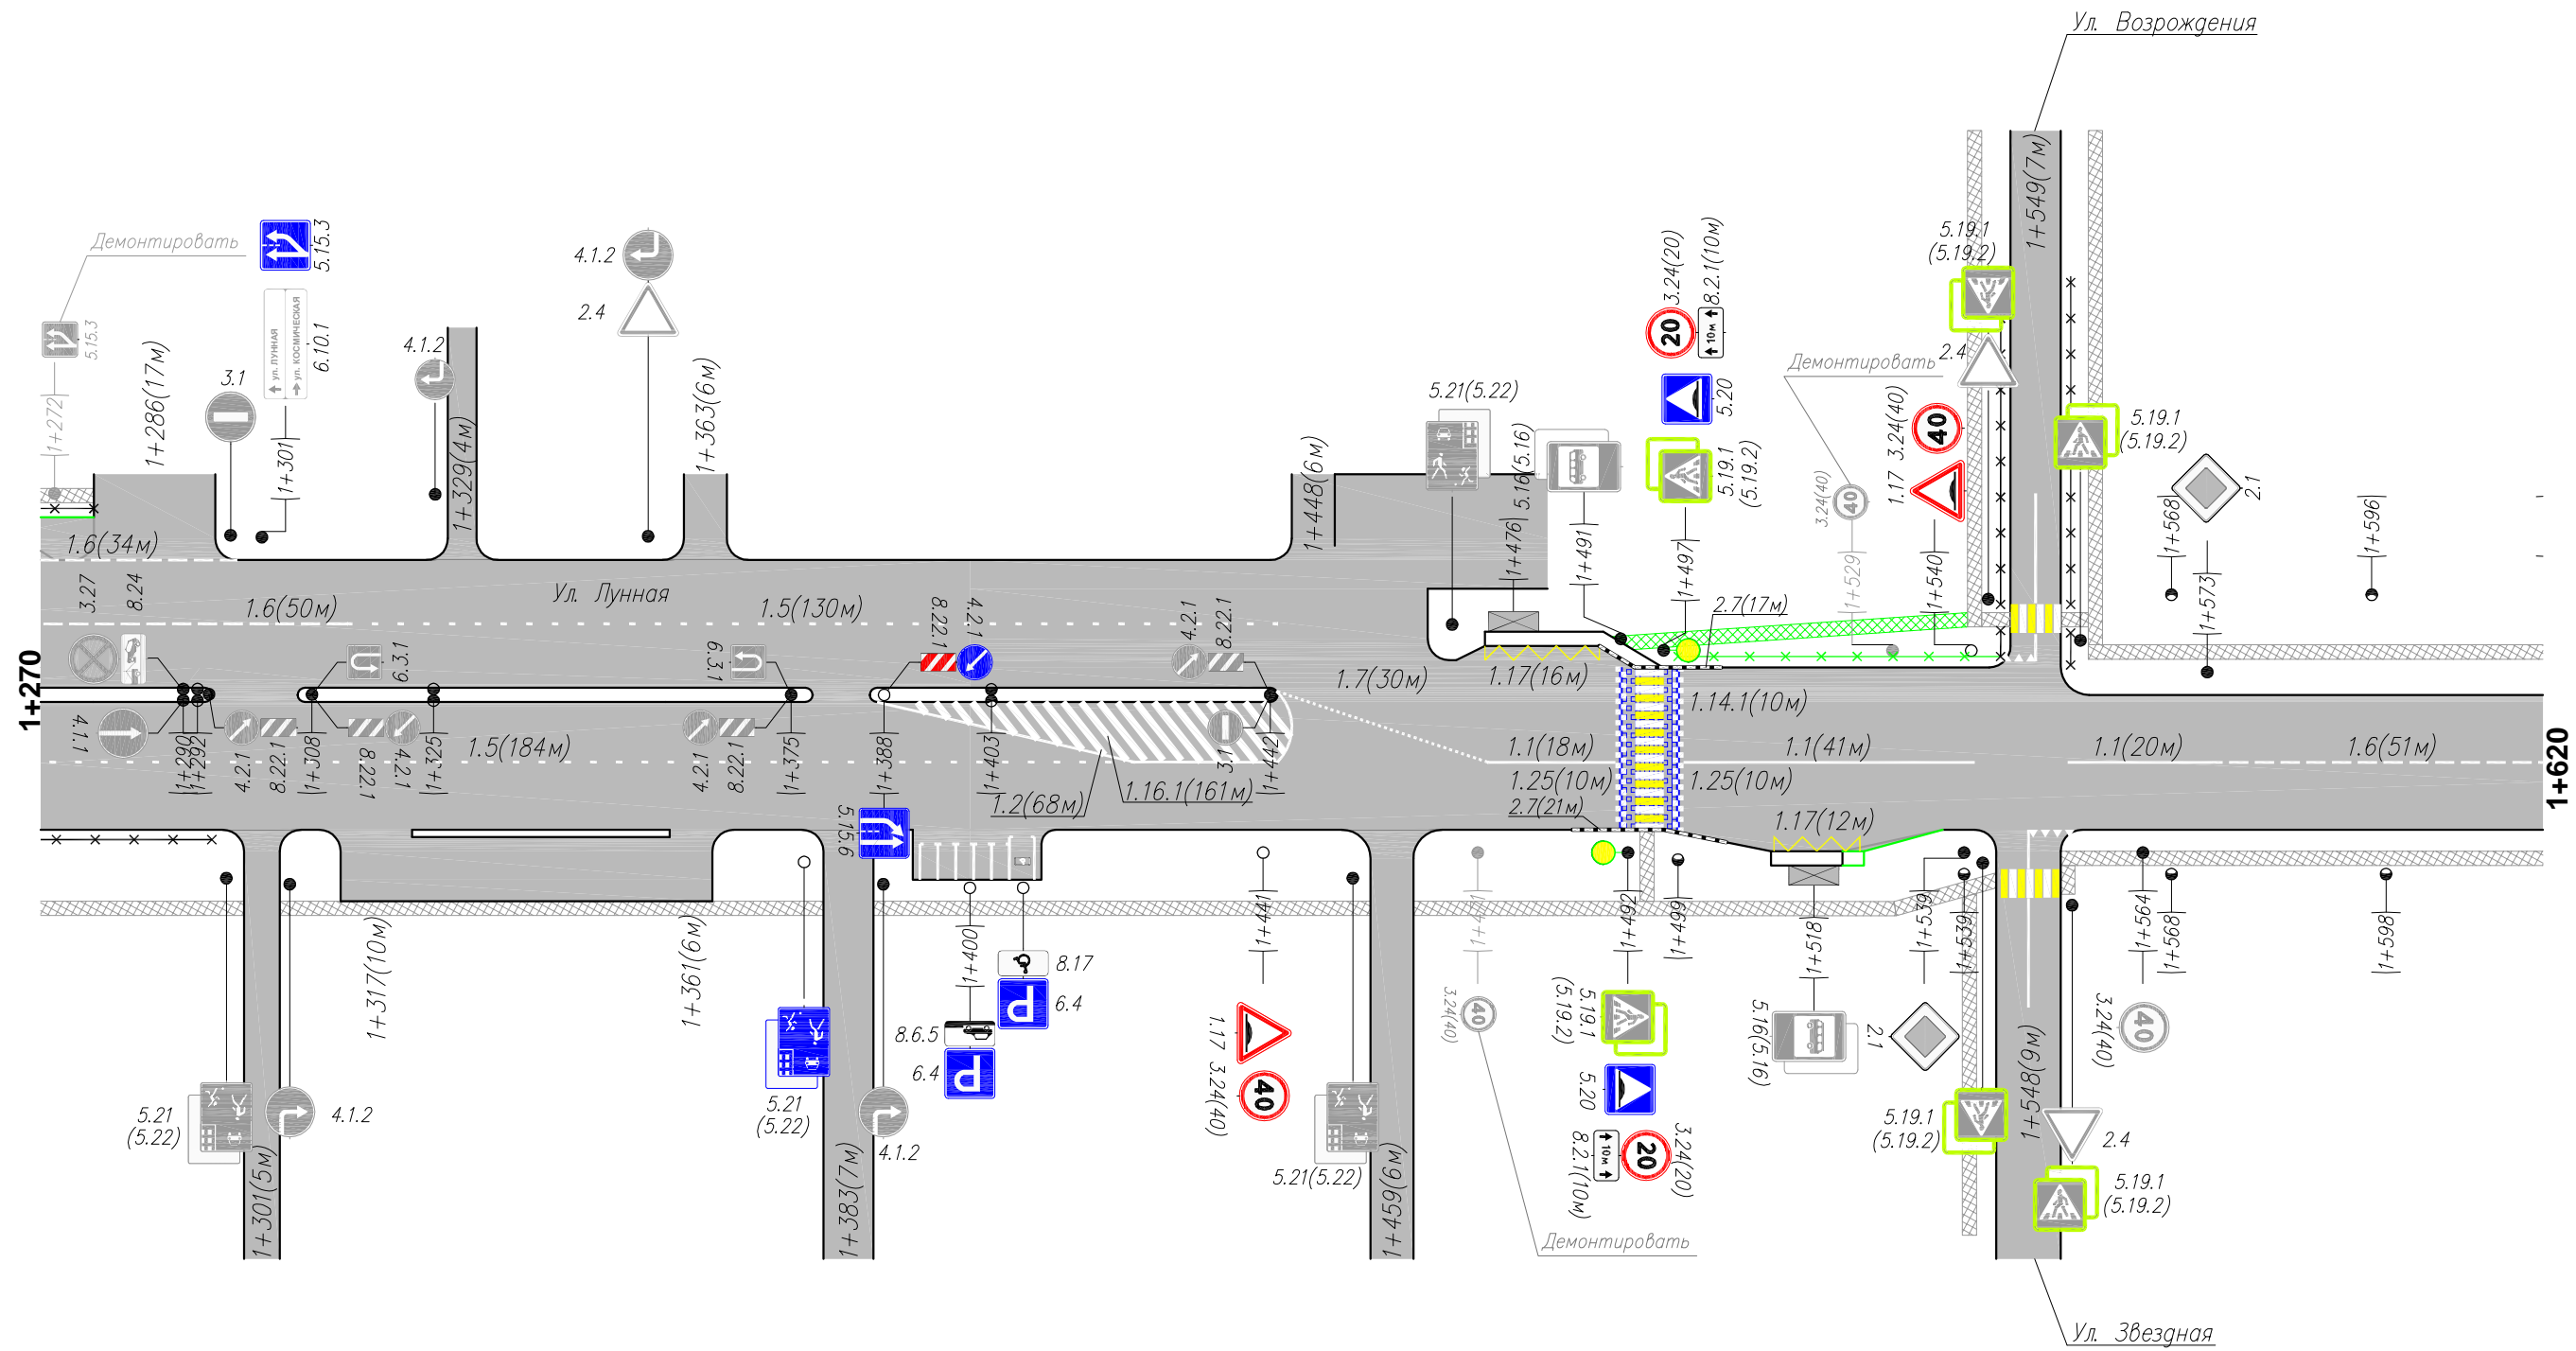 Ул. Возрождения
1+549(7м)
5.19.1
(5.19.2)
5.15.3
Демонтировать
4.1.2
2.4
3.24(20)
8.2.1(10м)
20
10м
5.20
5.19.1
(5.19.2)
5.15.3
1+272
1+286(17м)
3.1
ул. ЛУННАЯ
ул. КОСМИЧЕСКАЯ
6.10.1
1+301
4.1.2
1+329(4м)
1+363(6м)
1+448(6м)
5.21(5.22)
5.16(5.16)
1+476
1+491
1+497
Демонтировать
3.24(40)
40
1+529
1.17 3.24(40)
40
1+540
2.4
5.19.1
(5.19.2)
2.1
1+568
1+573
1+596
1.6(34м)
3.27
8.24
Ул. Лунная
1.6(50м)
1.5(130м)
8.22.1
4.2.1
4.2.1
8.22.1
2.7(17м)
6.3.1
6.3.1
1.7(30м)
1.17(16м)
1.14.1(10м)
1+270
4.1.1
1+290
1+292
4.2.1
8.22.1
1+308
8.22.1
4.2.1
1+325
1.5(184м)
4.2.1
8.22.1
1+375
1+388
1+403
3.1
1+442
1.2(68м)
1.16.1(161м)
1.1(18м)
1.1(41м)
1.1(20м)
1.6(51м)
1.25(10м)
1.25(10м)
2.7(21м)
1.17(12м)
1+620
5.15.6
1+317(10м)
1+361(6м)
1+400
8.17
6.4
8.6.5
6.4
1+441
1.17 3.24(40)
40
1+471
3.24(40)
40
1+497
1+499
5.19.1
(5.19.2)
5.20
3.24(20)
20
8.2.1(10м)
10м
1+518
5.16(5.16)
1+539
1+539
2.1
1+564
1+568
1+598
3.24(40)
40
5.21
(5.22)
4.1.2
1+301(5м)
5.21
(5.22)
4.1.2
1+383(7м)
5.21(5.22)
1+459(6м)
Демонтировать
5.19.1
(5.19.2)
1+548(6м)
2.4
5.19.1
(5.19.2)
Ул. Звездная